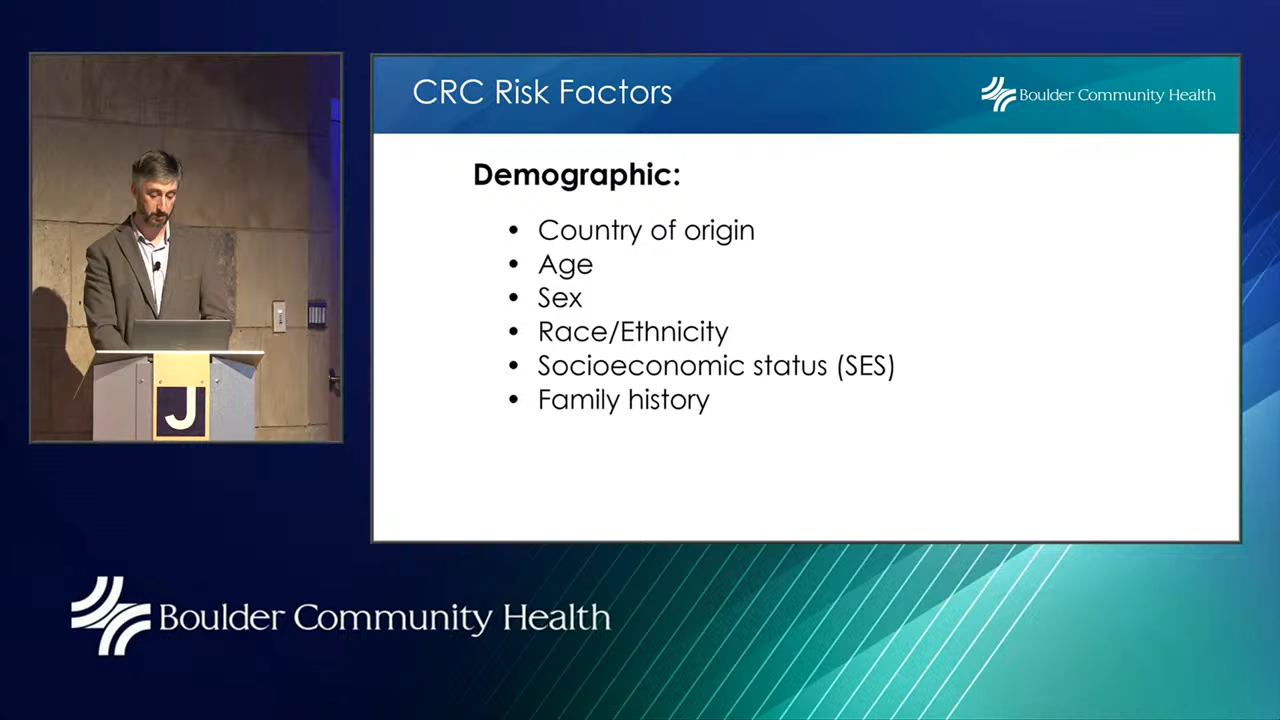 CRC Risk Factors
Boulder Community Health
Demographic:
• Country of origin
• Age
• Sex
• Race/Ethnicity
• Socioeconomic status (SES)
• Family history
J
Boulder Community Health